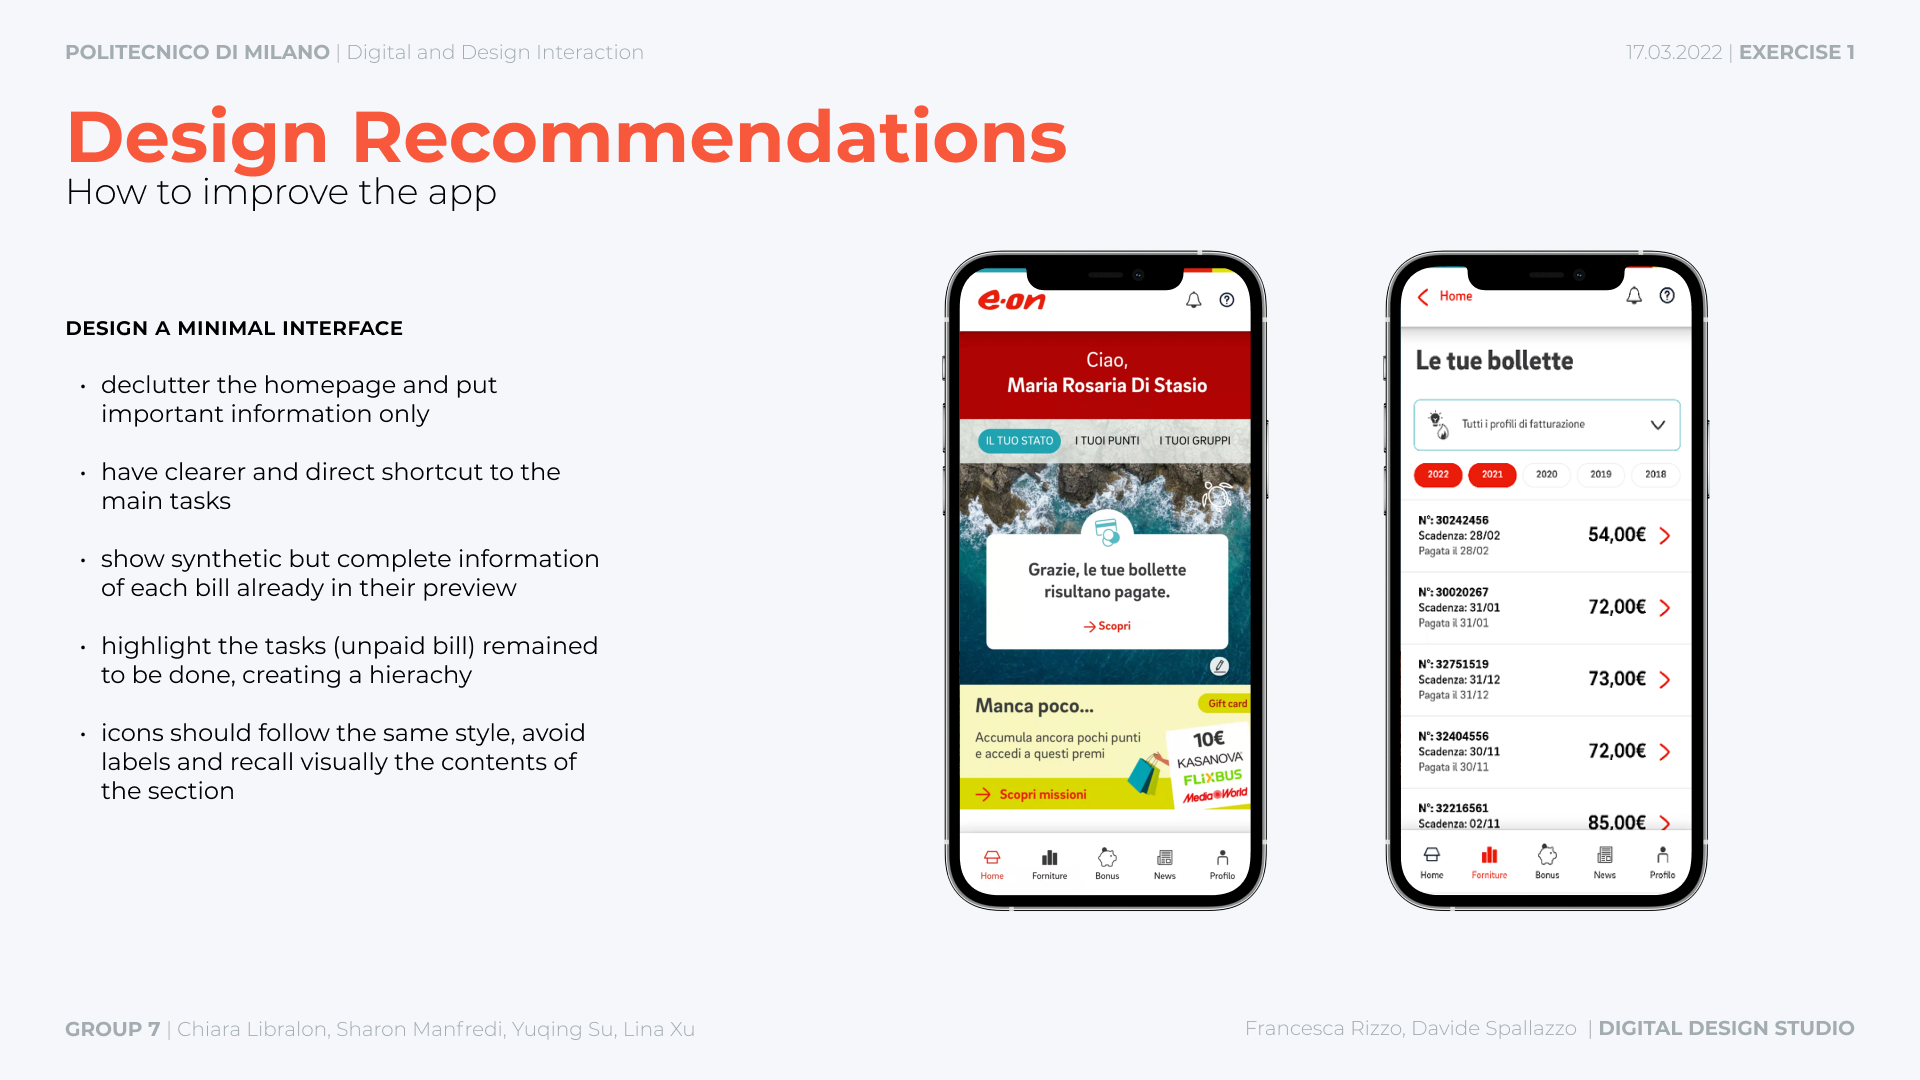 POLITECNICO DI MILANO | Digital and Design Interaction
17.03.2022 | EXERCISE 1
Design Recommendations
How to improve the app
DESIGN A MINIMAL INTERFACE
• declutter the homepage and put
important information only
• have clearer and direct shortcut to the
main tasks
• show synthetic but complete information
of each bill already in their preview
• highlight the tasks (unpaid bill) remained
to be done, creating a hierachy
• icons should follow the same style, avoid
labels and recall visually the contents of
the section
e·on
Ciao,
Maria Rosaria Di Stasio
IL TUO STATO I TUOI PUNTI I TUOI GRUPPI
Grazie, le tue bollette
risultano pagate.
Scopri
Manca poco...
Gift card
Accumula ancora pochi punti
e accedi a questi premi
10€
KASANOVA
FLiXBUS
MediaWorld
Scopri missioni
Home Forniture Bonus News Profilo
Home
Le tue bollette
Tutti i profili di fatturazione
2022 2021 2020 2019 2018
N°: 30242456
Scadenza: 28/02
Pagata il 28/02
54,00€
N°: 30020267
Scadenza: 31/01
Pagata il 31/01
72,00€
N°: 32751519
Scadenza: 31/12
Pagata il 31/12
73,00€
N°: 32404556
Scadenza: 30/11
Pagata il 30/11
72,00€
N°: 32216561
Scadenza: 02/11
85,00€
Home Forniture Bonus News Profilo
GROUP 7 | Chiara Libralon, Sharon Manfredi, Yuqing Su, Lina Xu
Francesca Rizzo, Davide Spallazzo | DIGITAL DESIGN STUDIO